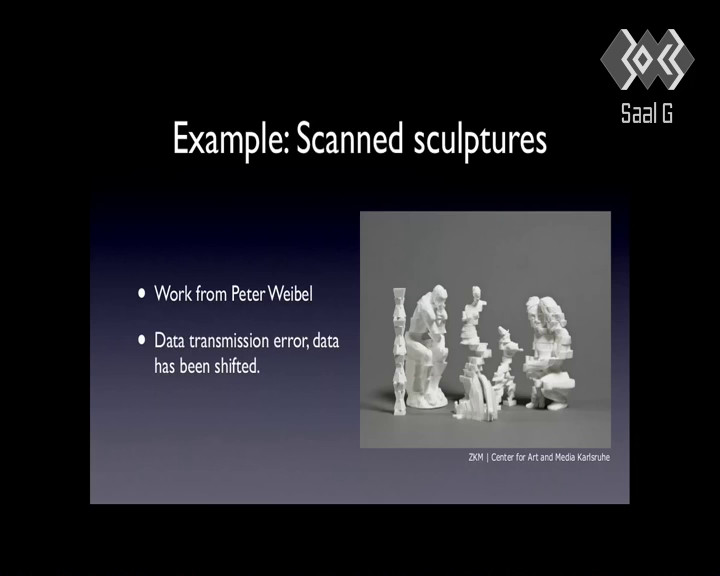 Saal G
Example: Scanned sculptures
• Work from Peter Weibel
• Data transmission error, data
has been shifted.
ZKM | Center for Art and Media Karlsruhe